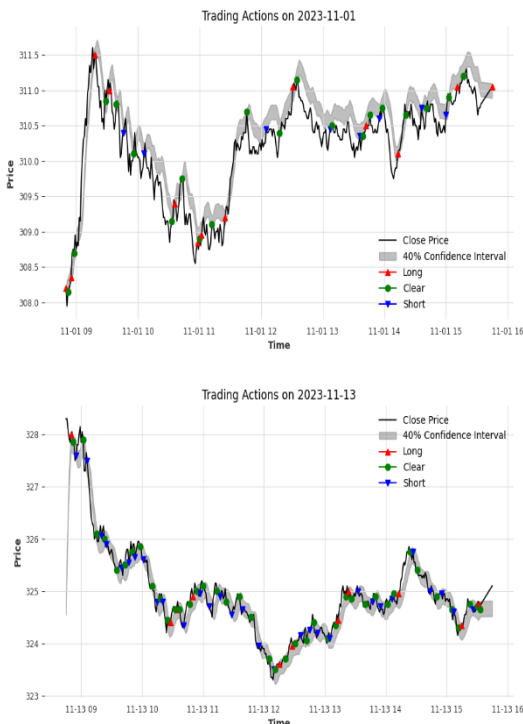 Trading Actions on 2023-11-01
311.5
311.0
310.5
310.0
309.5
309.0
308.5
308.0
Price
Close Price
40% Confidence Interval
Long
Clear
Short
11-01 09
11-01 10
11-01 11
11-01 12
11-01 13
11-01 14
11-01 15
11-01 16
Time
Trading Actions on 2023-11-13
328
327
326
325
324
323
Price
Close Price
40% Confidence Interval
Long
Clear
Short
11-13 09
11-13 10
11-13 11
11-13 12
11-13 13
11-13 14
11-13 15
11-13 16
Time